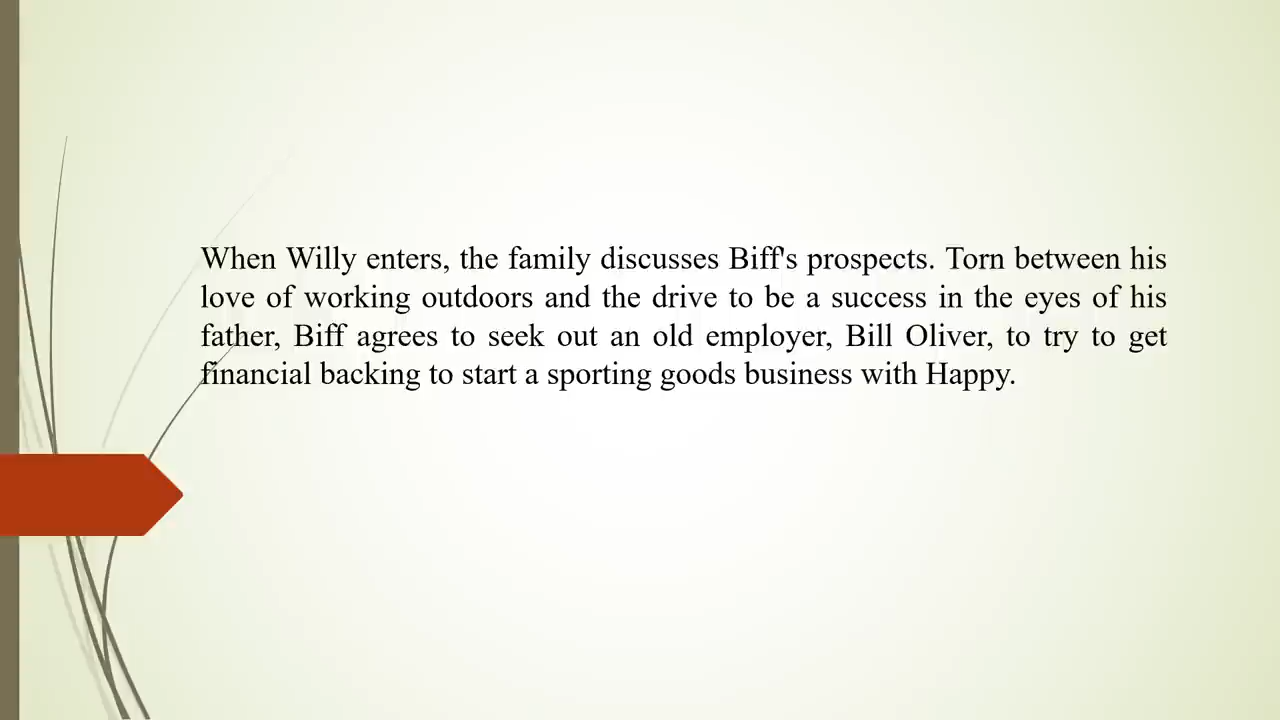 When Willy enters, the family discusses Biff's prospects. Torn between his
love of working outdoors and the drive to be a success in the eyes of his
father, Biff agrees to seek out an old employer, Bill Oliver, to try to get
financial backing to start a sporting goods business with Happy.